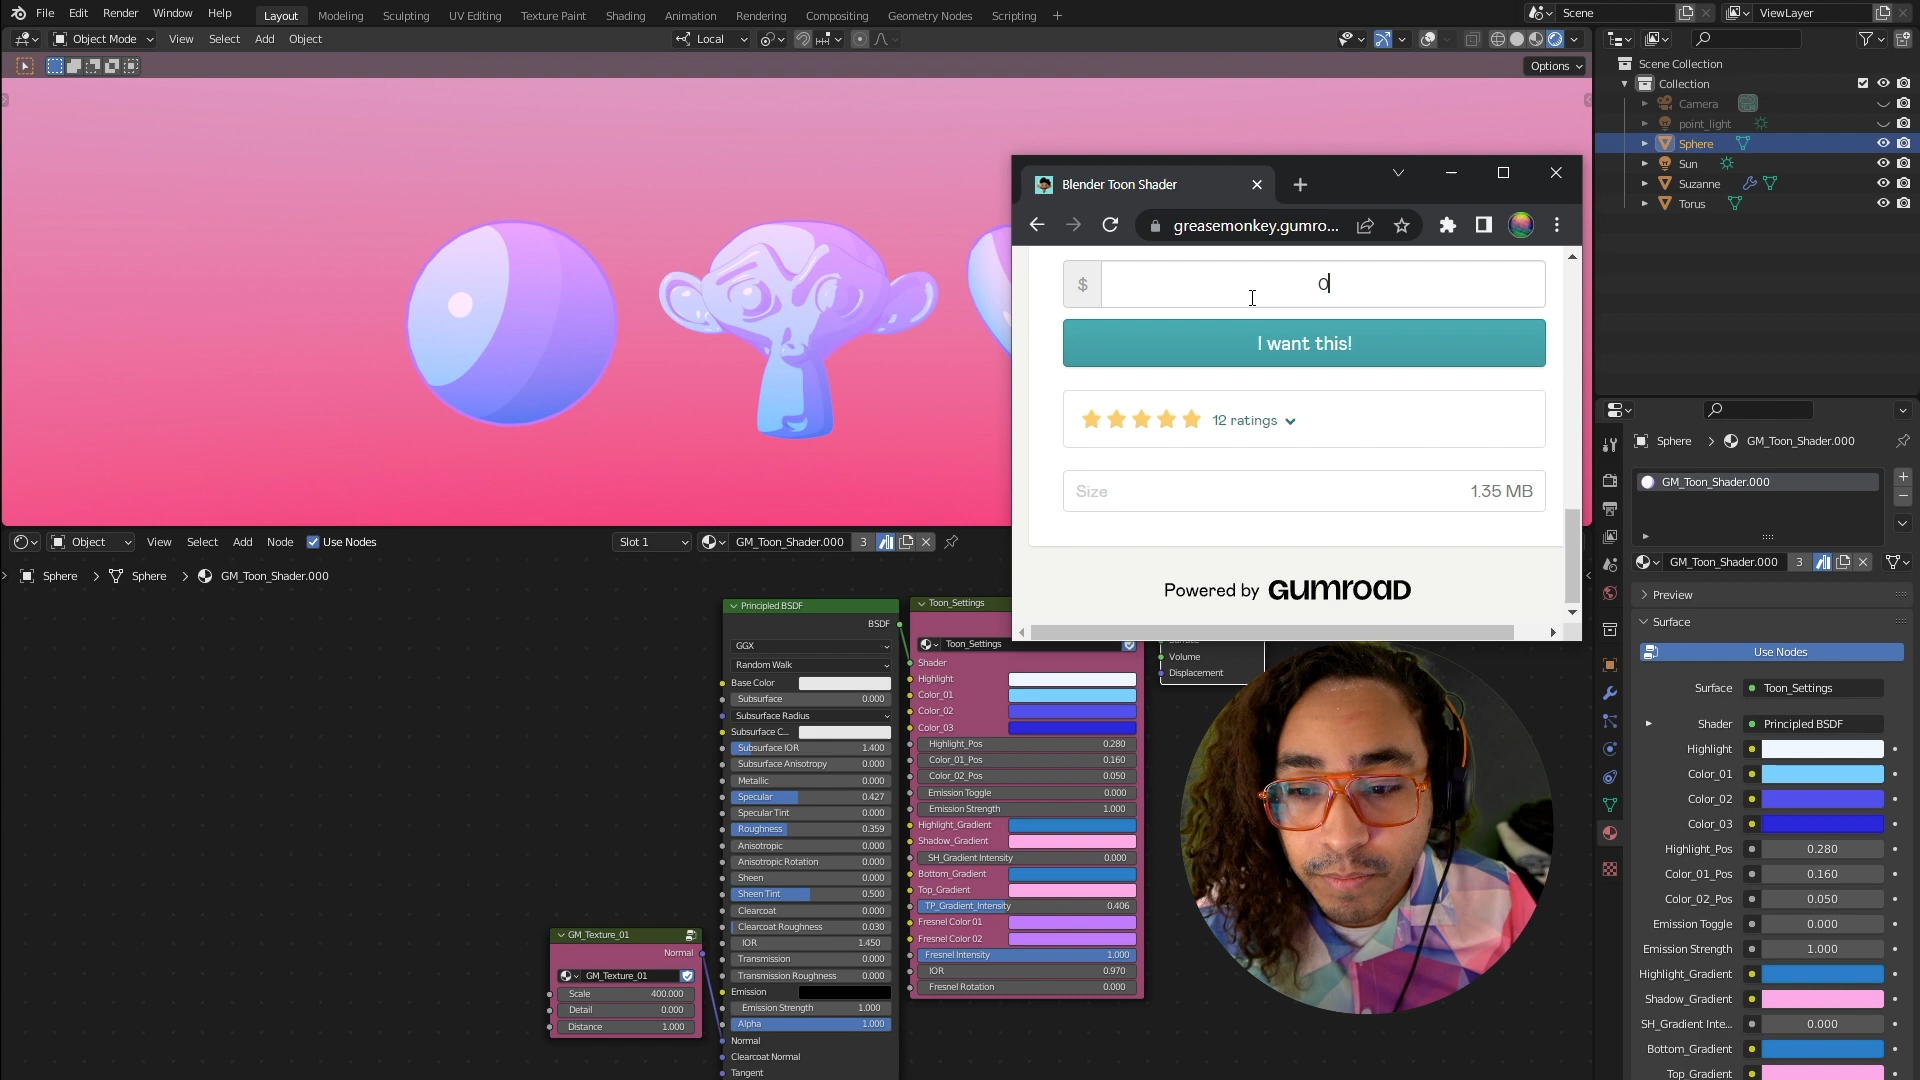 File Edit Render Window Help Layout Modeling Sculpting UV Editing Texture Paint Shading Animation Rendering Compositing Geometry Nodes Scripting + Scene ViewLayer
Object Mode View Select Add Object Local
Options
Scene Collection
Collection
Camera
point_light
Sphere
Sun
Suzanne
Torus
Blender Toon Shader
greasemonkey.gumro...
$ 0
I want this!
12 ratings
Size 1.35 MB
Powered by GUMROAD
Object View Select Add Node Object Use Nodes Slot 1 GM_Toon_Shader.000 3
Sphere > Sphere > GM_Toon_Shader.000
Principled BSDF
BSDF
GGX
Random Walk
Base Color
Subsurface 0.000
Subsurface Radius
Subsurface C...
Subsurface IOR 1.400
Subsurface Anisotropy 0.000
Metallic 0.000
Specular 0.427
Specular Tint 0.000
Roughness 0.359
Anisotropic 0.000
Anisotropic Rotation 0.000
Sheen 0.000
Sheen Tint 0.500
Clearcoat 0.000
Clearcoat Roughness 0.030
IOR 1.450
Transmission 0.000
Transmission Roughness 0.000
Emission
Emission Strength 1.000
Alpha 1.000
Normal
Clearcoat Normal
Tangent
GM_Texture_01
Normal
GM_Texture_01
Scale 400.000
Detail 0.000
Distance 1.000
Toon_Settings
Toon_Settings
Shader
Highlight
Color_01
Color_02
Color_03
Highlight_Pos 0.280
Color_01_Pos 0.160
Color_02_Pos 0.050
Emission Toggle 0.000
Emission Strength 1.000
Highlight_Gradient
Shadow_Gradient
SH_Gradient Intensity 0.000
Bottom_Gradient
Top_Gradient
TP_Gradient_Intensity 0.406
Fresnel Color 01
Fresnel Color 02
Fresnel Intensity 1.000
IOR 0.970
Fresnel Rotation 0.000
Volume
Displacement
Sphere > GM_Toon_Shader.000
GM_Toon_Shader.000
GM_Toon_Shader.000 3
Preview
Surface
Use Nodes
Surface Toon_Settings
Shader Principled BSDF
Highlight
Color_01
Color_02
Color_03
Highlight_Pos 0.280
Color_01_Pos 0.160
Color_02_Pos 0.050
Emission Toggle 0.000
Emission Strength 1.000
Highlight_Gradient
Shadow_Gradient
SH_Gradient Inte... 0.000
Bottom_Gradient
Top_Gradient